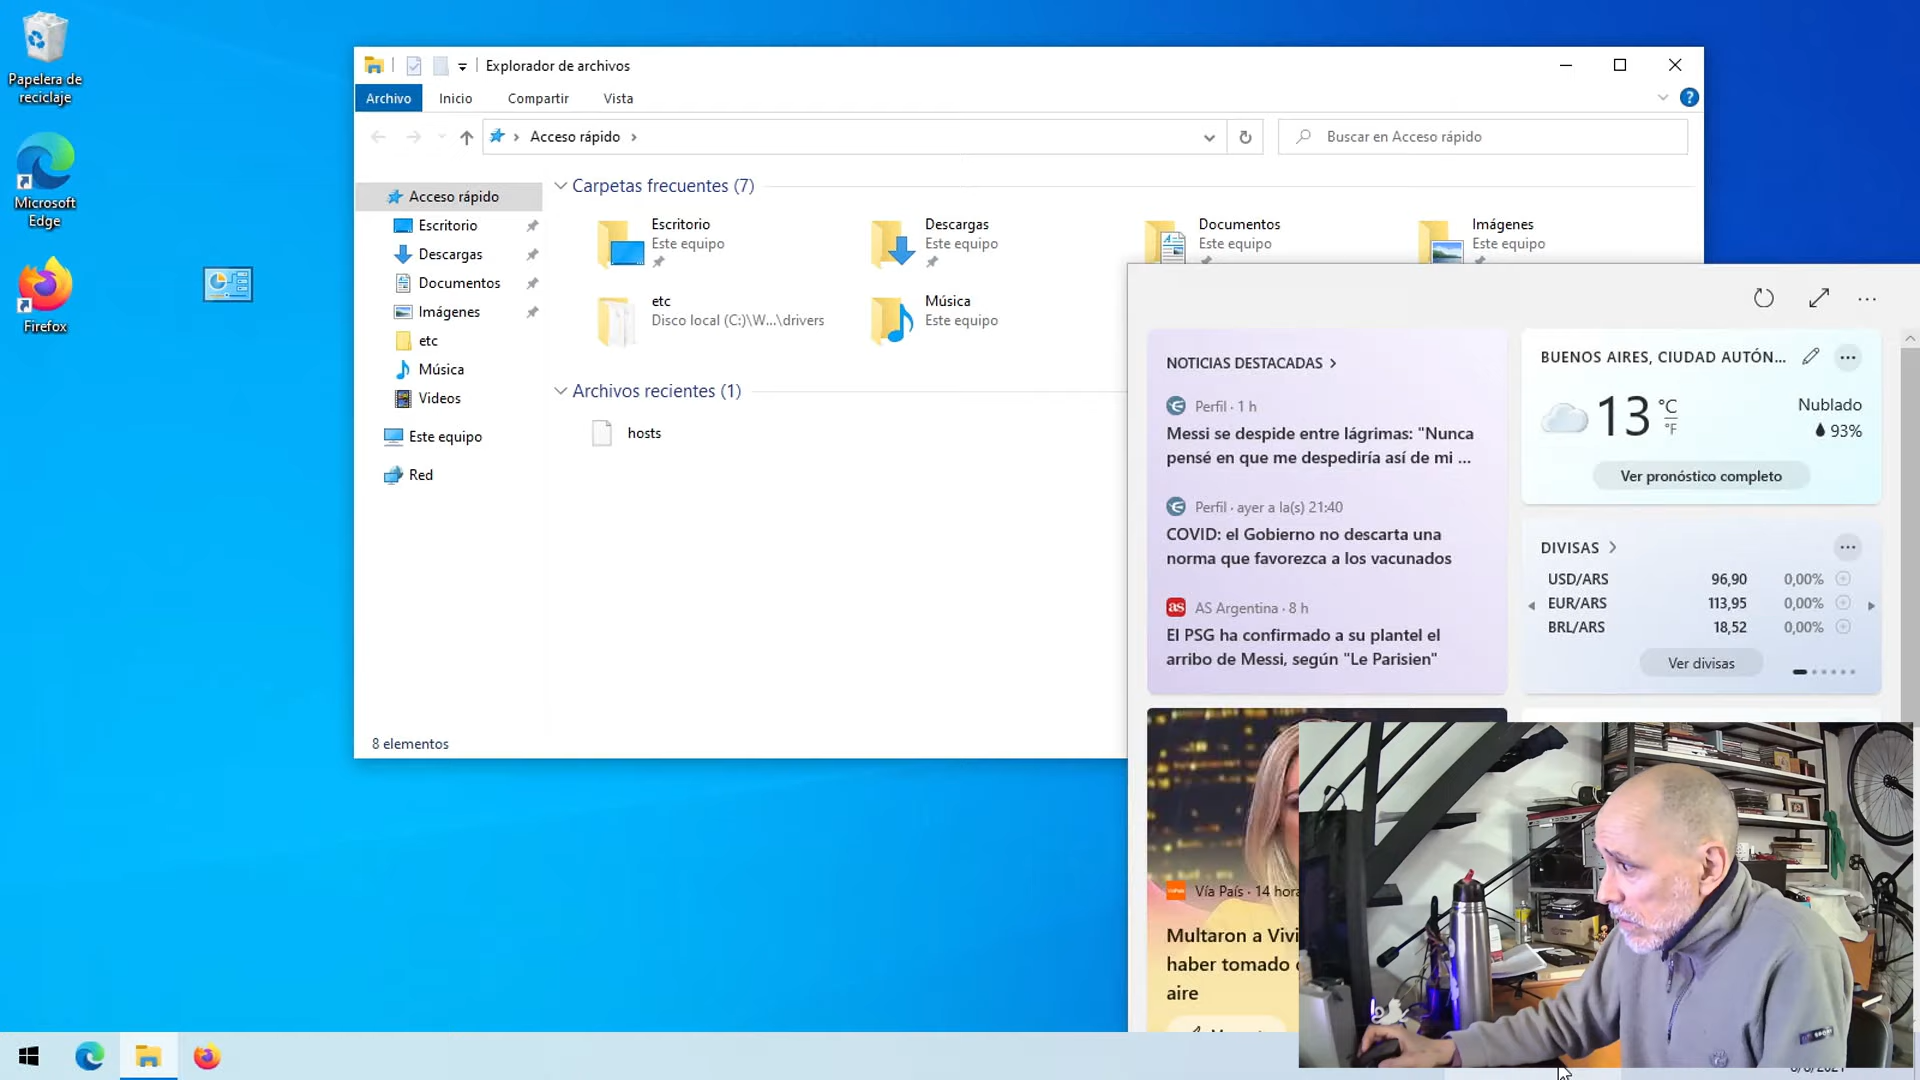 Papelera de
reciclaje
Microsoft
Edge
Firefox
Explorador de archivos
Archivo
Inicio
Compartir
Vista
Acceso rápido
Buscar en Acceso rápido
Acceso rápido
Escritorio
Descargas
Documentos
Imágenes
etc
Música
Videos
Este equipo
Red
Carpetas frecuentes (7)
Escritorio
Este equipo
Descargas
Este equipo
Documentos
Este equipo
Imágenes
Este equipo
etc
Disco local (C:)\W...\drivers
Música
Este equipo
Archivos recientes (1)
hosts
8 elementos
NOTICIAS DESTACADAS
Perfil · 1 h
Messi se despide entre lágrimas: "Nunca
pensé en que me despediría así de mi ...
Perfil · ayer a la(s) 21:40
COVID: el Gobierno no descarta una
norma que favorezca a los vacunados
as AS Argentina · 8 h
El PSG ha confirmado a su plantel el
arribo de Messi, según "Le Parisien"
BUENOS AIRES, CIUDAD AUTÓN...
13 °C
°F
Nublado
93%
Ver pronóstico completo
DIVISAS
USD/ARS 96,90 0,00%
EUR/ARS 113,95 0,00%
BRL/ARS 18,52 0,00%
Ver divisas
Vía País · 14 hora
Multaron a Vivi
haber tomado
aire